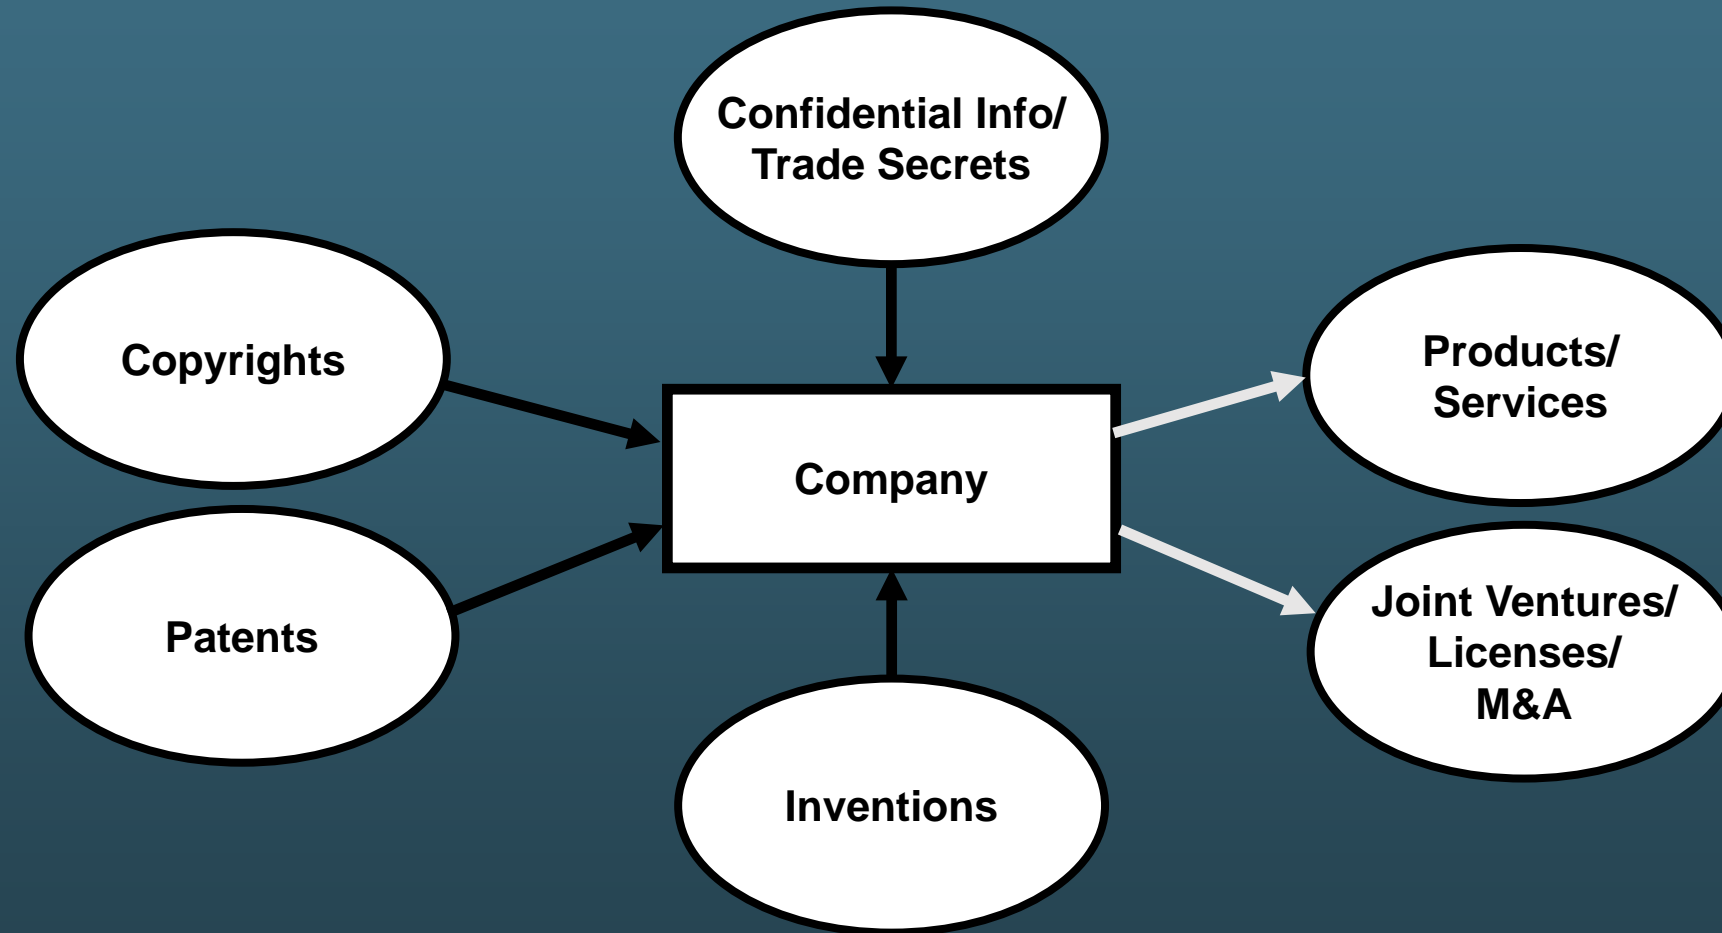 Confidential Info/
Trade Secrets
Copyrights
Products/
Services
Company
Patents
Joint Ventures/
Licenses/
M&A
Inventions